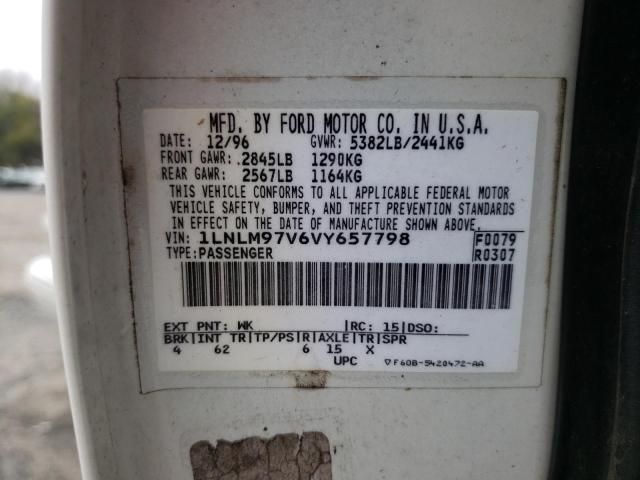 MFD. BY FORD MOTOR CO. IN U.S.A.
DATE: 12/96 GVWR: 5382LB/2441KG
FRONT GAWR: 2845LB 1290KG
REAR GAWR: 2567LB 1164KG
THIS VEHICLE CONFORMS TO ALL APPLICABLE FEDERAL MOTOR
VEHICLE SAFETY, BUMPER, AND THEFT PREVENTION STANDARDS
IN EFFECT ON THE DATE OF MANUFACTURE SHOWN ABOVE.
VIN: 1LNLM97V6VY657798 F0079
TYPE: PASSENGER R0307
EXT PNT: WK RC: 15 DSO:
BRK INT TR TP/PS R AXLE TR SPR
4 62 6 15 X
UPC ▽F60B-5420472-AA